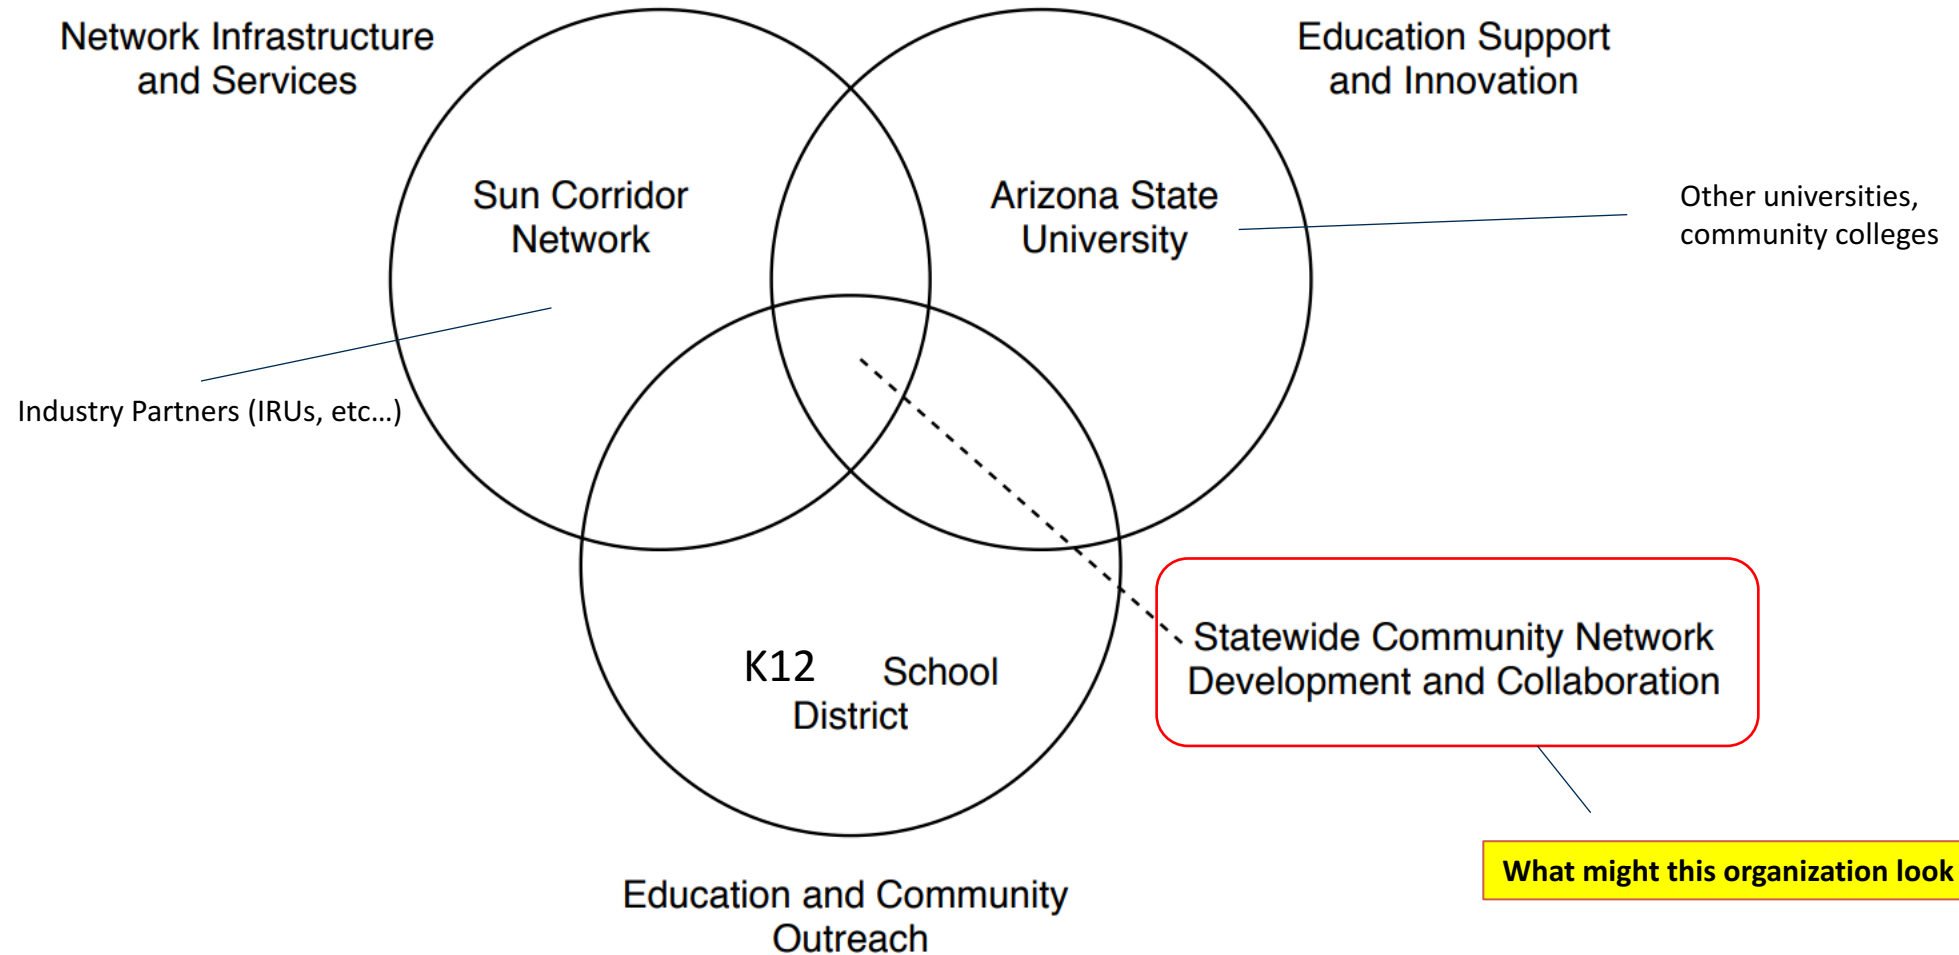 Network Infrastructure
and Services
Education Support
and Innovation
Sun Corridor
Network
Arizona State
University
Other universities,
community colleges
Industry Partners (IRUs, etc…)
K12 School
District
Statewide Community Network
Development and Collaboration
What might this organization look
Education and Community
Outreach